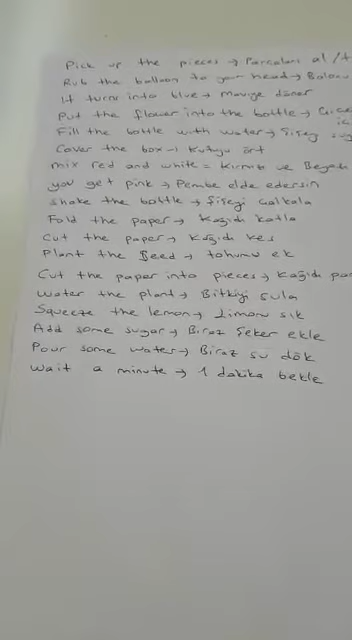 Pick up the pieces → Parçaları al /
Rub the balloon to your head →
It turns into blue → maviye döner
Put the flower into the bottle →
Fill the bottle with water → Şişeyi
Cover the box → Kutuyu ört
mix red and white = Kırmızı ve Beyazı
you get pink → Pembe elde edersin
shake the bottle → Şişeyi çalkala
Fold the paper → Kağıdı katla
Cut the paper → Kağıdı kes
Plant the Seed → tohumu ek
Cut the paper into pieces → Kağıdı
water the plant → Bitkiyi sula
Squeeze the lemon → Limonu sık
Add some sugar → Biraz Şeker ekle
Pour some water → Biraz su dök
wait a minute → 1 dakika bekle